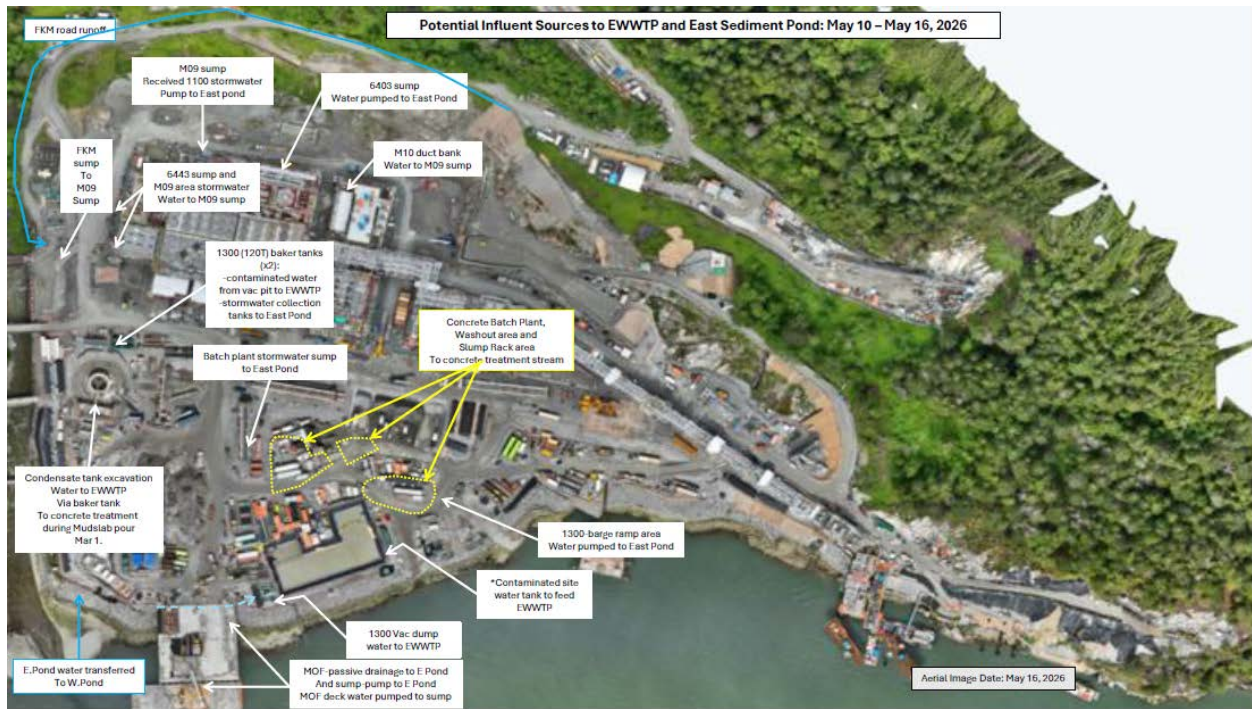 Potential Influent Sources to EWWTP and East Sediment Pond: May 10 – May 16, 2026
FKM road runoff
M09 sump
Received 1100 stormwater
Pump to East pond
6403 sump
Water pumped to East Pond
M10 duct bank
Water to M09 sump
FKM
sump
To
M09
Sump
6443 sump and
M09 area stormwater
Water to M09 sump
1300 (120T) baker tanks
(x2):
-contaminated water
from vac pit to EWWTP
-stormwater collection
tanks to East Pond
Concrete Batch Plant,
Washout area and
Slump Rack area
To concrete treatment stream
Batch plant stormwater sump
to East Pond
Condensate tank excavation
Water to EWWTP
Via baker tank
To concrete treatment
during Mudslab pour
Mar 1.
1300-barge ramp area
Water pumped to East Pond
*Contaminated site
water tank to feed
EWWTP
1300 Vac dump
water to EWWTP
E.Pond water transferred
To W.Pond
MOF-passive drainage to E Pond
And sump-pump to E Pond
MOF deck water pumped to sump
Aerial Image Date: May 16, 2026